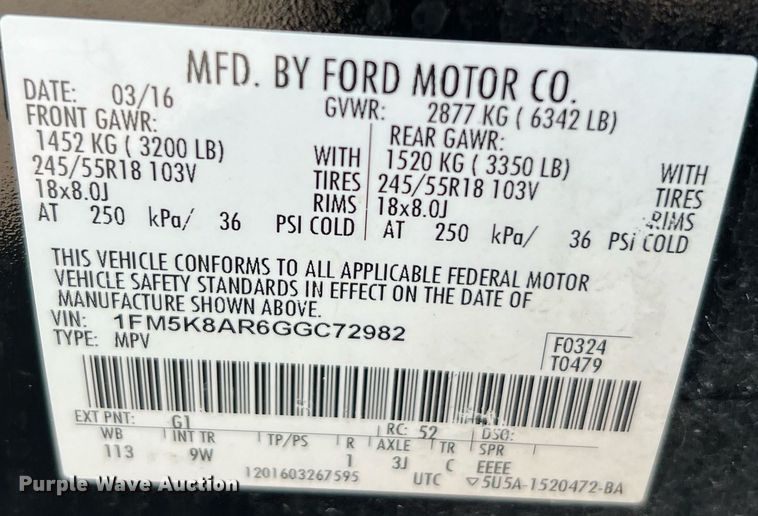 MFD. BY FORD MOTOR CO.
DATE: 03/16 GVWR: 2877 KG ( 6342 LB)
FRONT GAWR: REAR GAWR:
1452 KG ( 3200 LB) WITH 1520 KG ( 3350 LB) WITH
245/55R18 103V TIRES 245/55R18 103V TIRES
18x8.0J RIMS 18x8.0J RIMS
AT 250 kPa/ 36 PSI COLD AT 250 kPa/ 36 PSI COLD
THIS VEHICLE CONFORMS TO ALL APPLICABLE FEDERAL MOTOR
VEHICLE SAFETY STANDARDS IN EFFECT ON THE DATE OF
MANUFACTURE SHOWN ABOVE.
VIN: 1FM5K8AR6GGC72982
TYPE: MPV
F0324
T0479
EXT PNT: G1 RC: 52 DSO:
WB INT TR TP/PS R AXLE TR SPR
113 9W 1 3J C EEEE
1201603267595 UTC ▽5U5A-1520472-BA
Purple Wave Auction